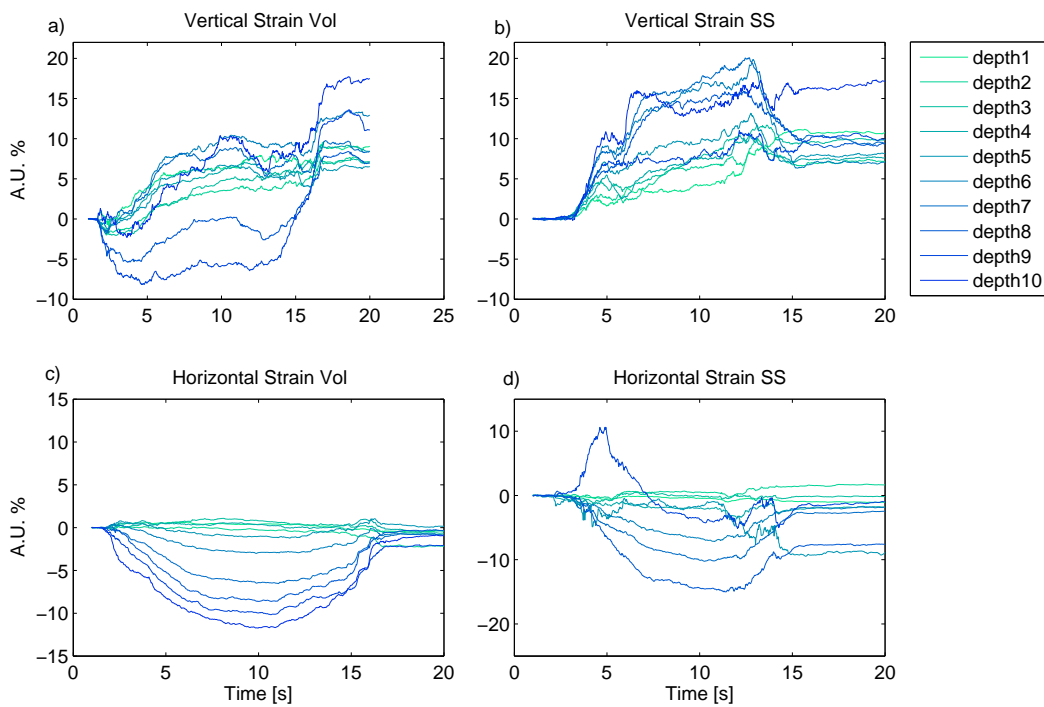 a)
Vertical Strain Vol
A.U. %
20
15
10
5
0
−5
−10
0 5 10 15 20 25
b)
Vertical Strain SS
20
15
10
5
0
−5
−10
0 5 10 15 20
depth1
depth2
depth3
depth4
depth5
depth6
depth7
depth8
depth9
depth10
c)
Horizontal Strain Vol
A.U. %
15
10
5
0
−5
−10
−15
0 5 10 15 20
Time [s]
d)
Horizontal Strain SS
10
0
−10
−20
0 5 10 15 20
Time [s]